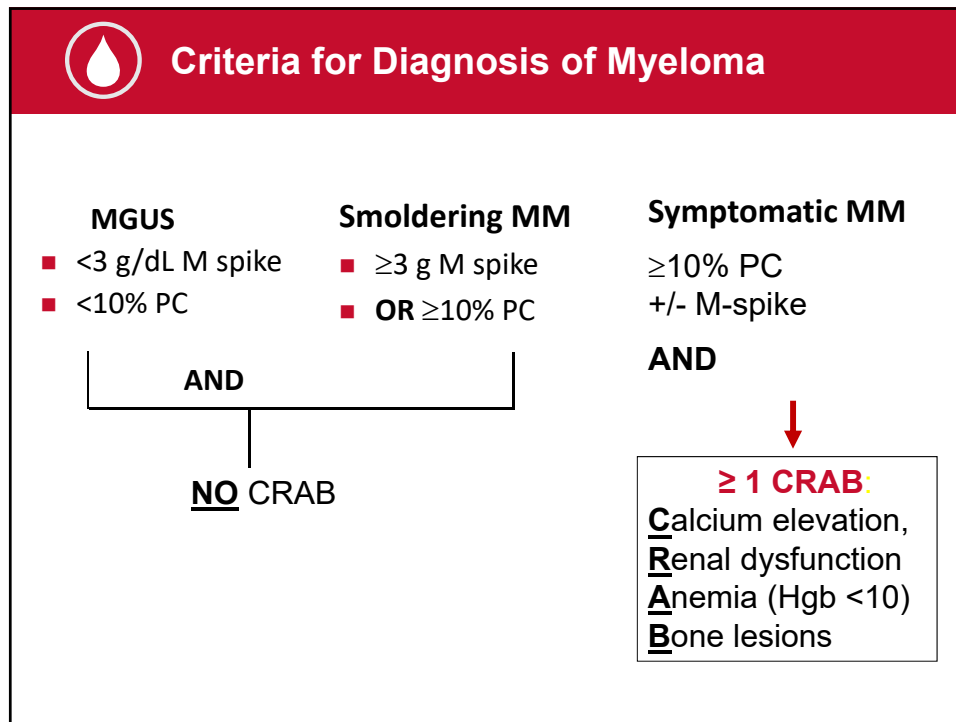 Criteria for Diagnosis of Myeloma
MGUS
<3 g/dL M spike
<10% PC
Smoldering MM
≥3 g M spike
OR ≥10% PC
AND
NO CRAB
Symptomatic MM
≥10% PC
+/- M-spike
AND
≥ 1 CRAB:
Calcium elevation,
Renal dysfunction
Anemia (Hgb <10)
Bone lesions